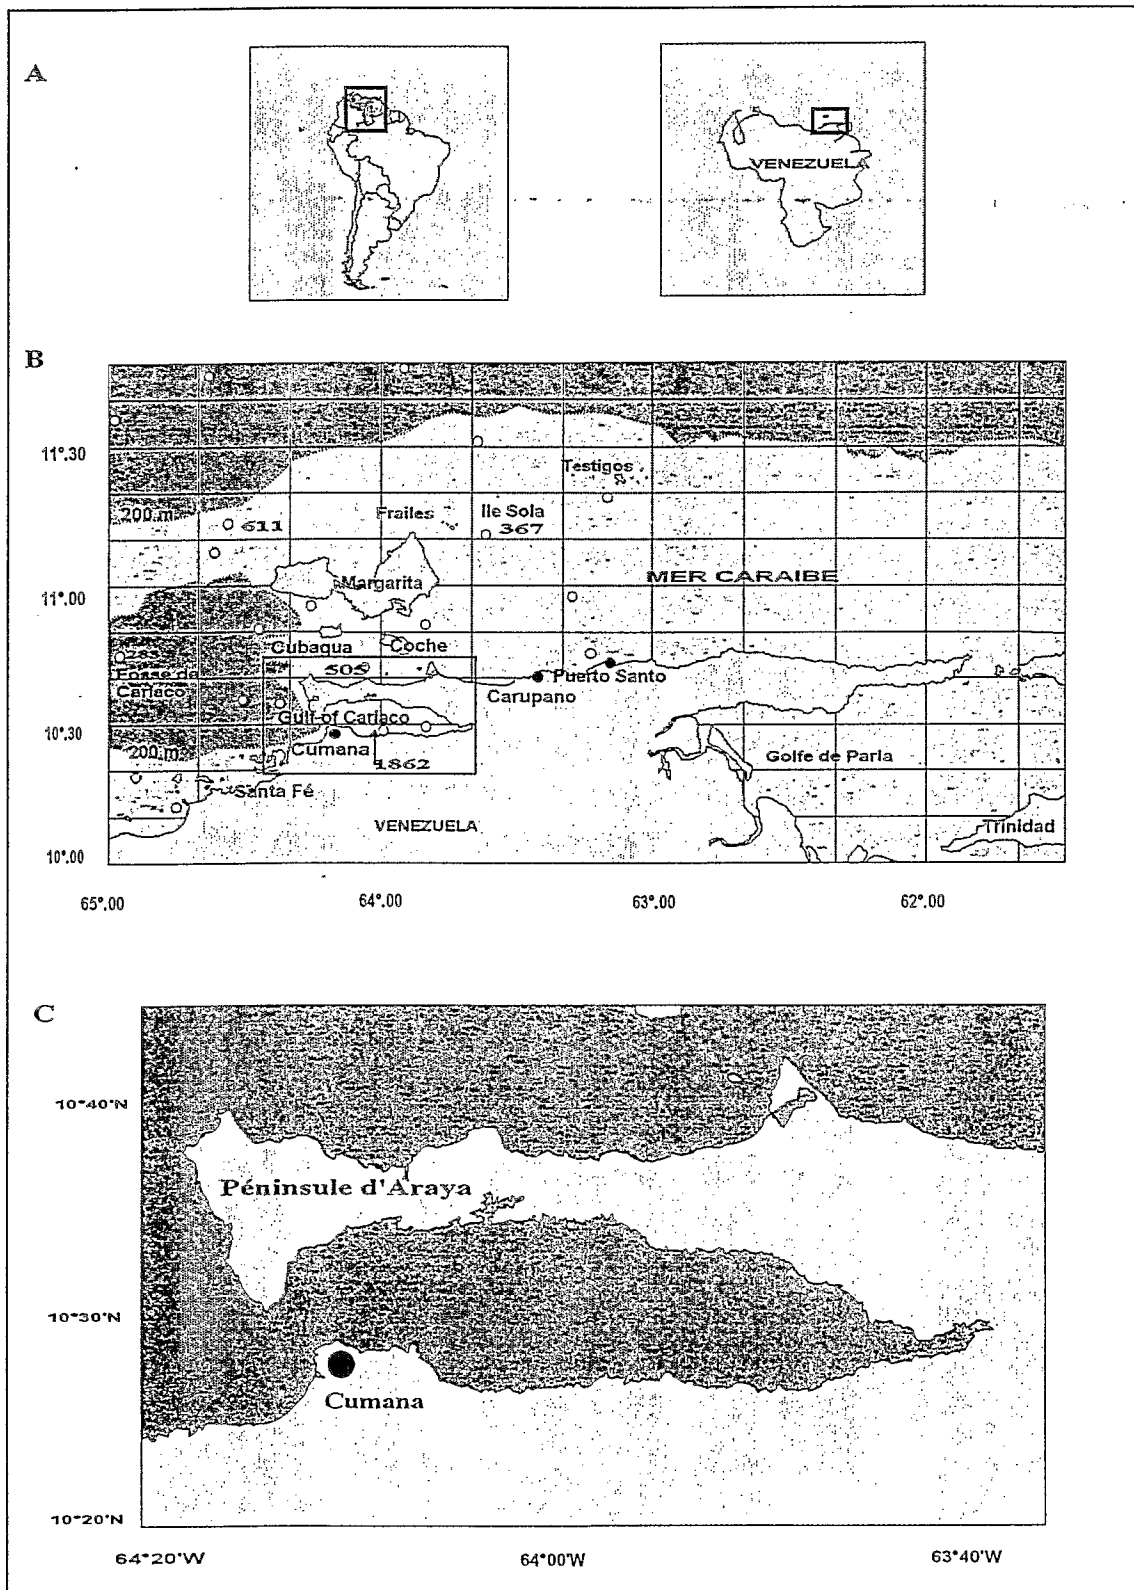 A
VENEZUELA
B
11°.30
Testigos
200 m
611
Frailes
Ile Sola
367
Margarita
MER CARAIBE
11°.00
Cubagua
Coche
505
Fosse de
Cariaco
Puerto Santo
Carupano
Gulf of Cariaco
10°.30
200 m
Cumana
1862
Golfe de Paria
Santa Fé
VENEZUELA
Trinidad
10°.00
65°.00
64°.00
63°.00
62°.00
C
10°40'N
Péninsule d'Araya
10°30'N
Cumana
10°20'N
64°20'W
64°00'W
63°40'W